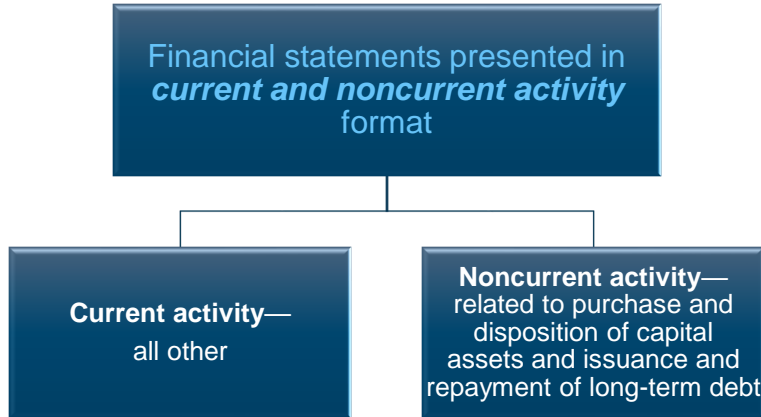 Financial statements presented in
current and noncurrent activity
format
Current activity—
all other
Noncurrent activity—
related to purchase and
disposition of capital
assets and issuance and
repayment of long-term debt